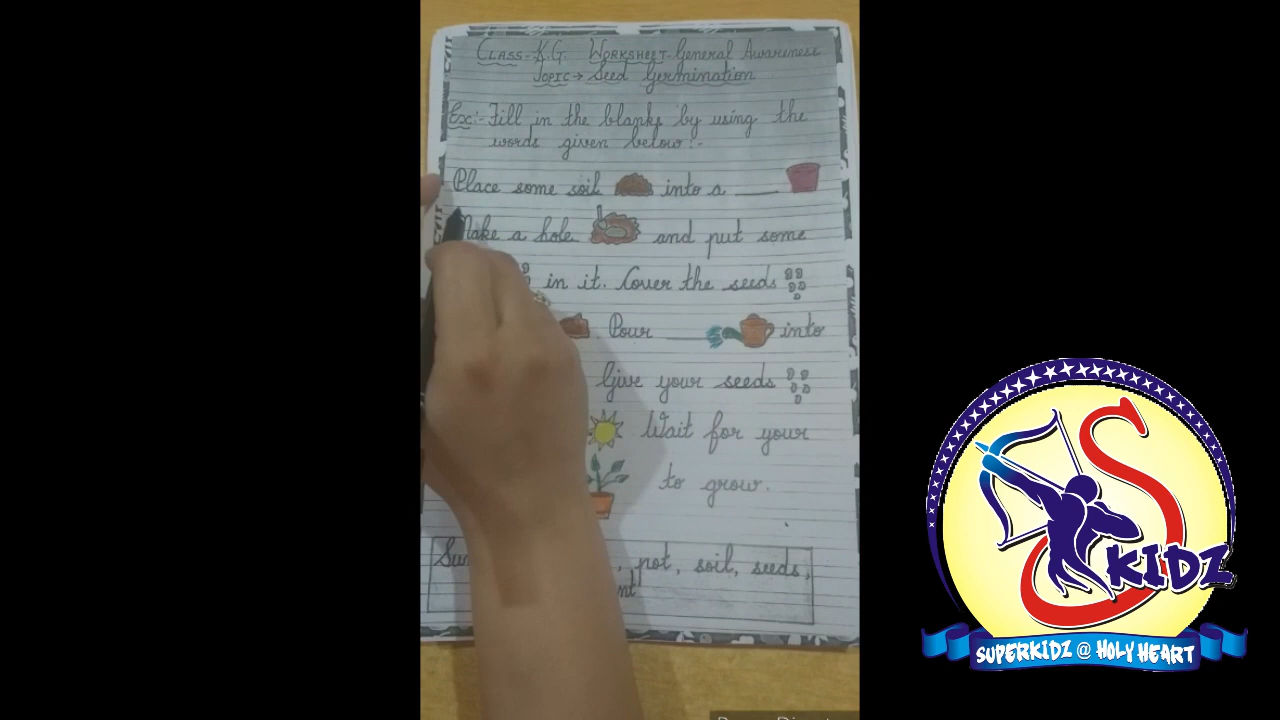 CLASS-K.G. WORKSHEET-General Awareness
TOPIC → Seed Germination
Ex:- Fill in the blanks by using the
words given below:-
Place some soil into a ____
Make a hole and put some
in it. Cover the seeds
Pour ____ into
Give your seeds
Wait for your
to grow.
, pot, soil, seeds,
S
KIDZ
SUPERKIDZ @ HOLY HEART